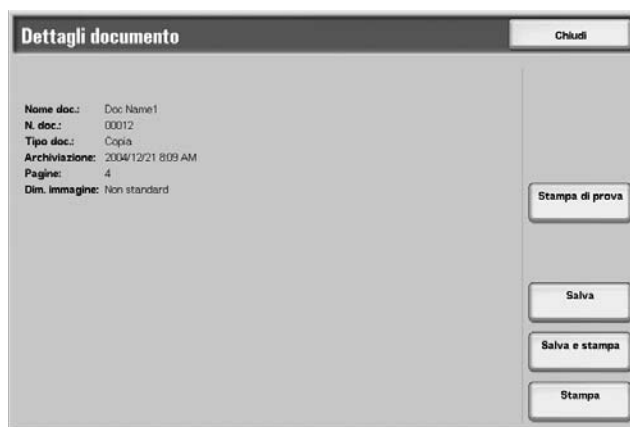 Dettagli documento
Chiudi
Nome doc.: Doc Name1
N. doc.: 00012
Tipo doc.: Copia
Archiviazione: 2004/12/21 8:09 AM
Pagine: 4
Dim. immagine: Non standard
Stampa di prova
Salva
Salva e stampa
Stampa